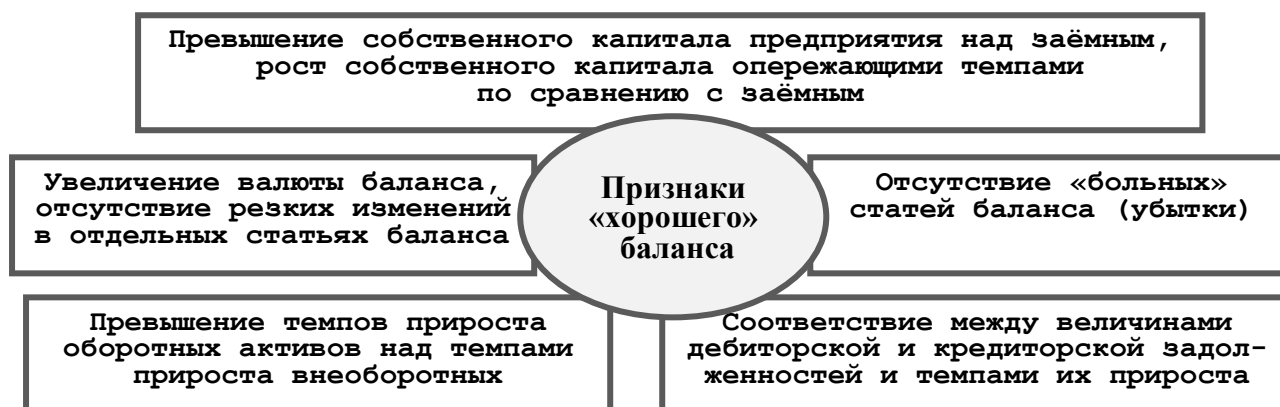 Превышение собственного капитала предприятия над заёмным,
рост собственного капитала опережающими темпами
по сравнению с заёмным
Увеличение валюты баланса,
отсутствие резких изменений
в отдельных статьях баланса
Признаки
«хорошего»
баланса
Отсутствие «больных»
статей баланса (убытки)
Превышение темпов прироста
оборотных активов над темпами
прироста внеоборотных
Соответствие между величинами
дебиторской и кредиторской задол-
женностей и темпами их прироста